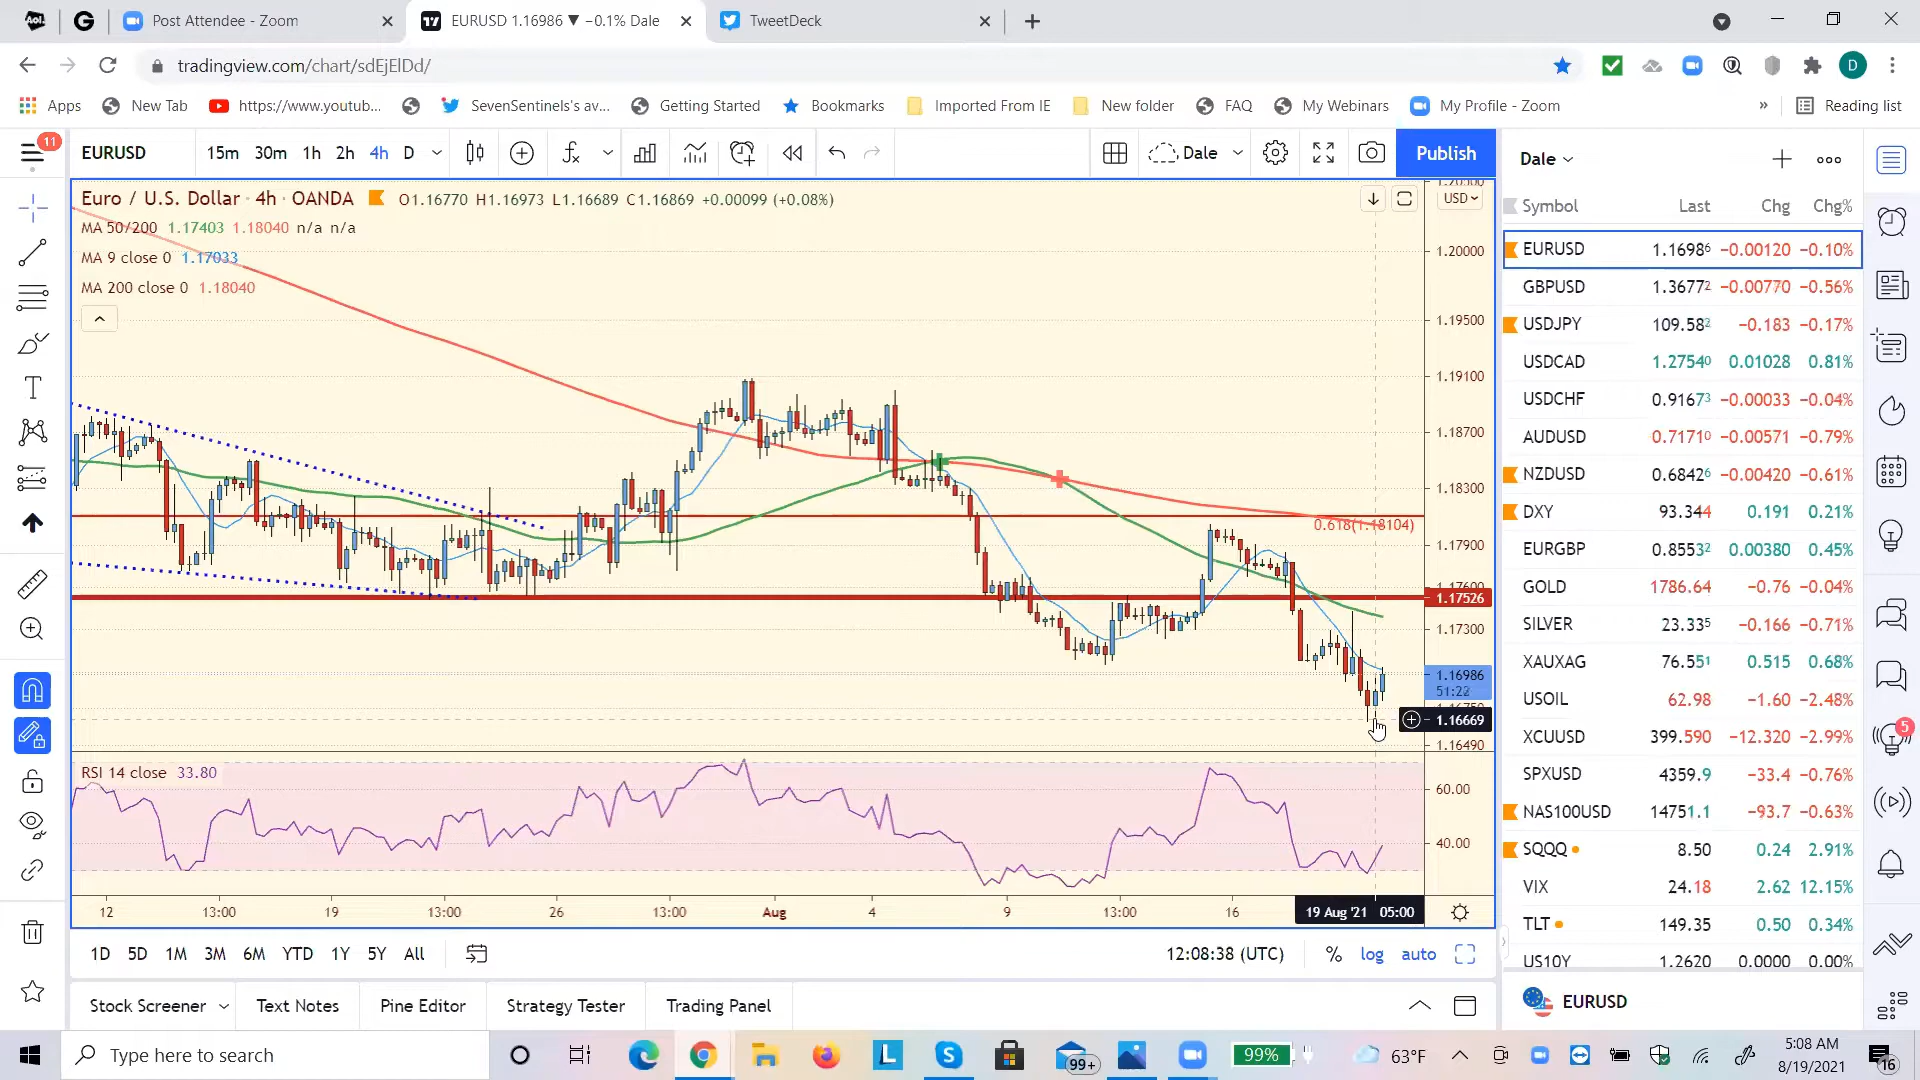 Aol.
G
Post Attendee - Zoom
EURUSD 1.16986 ▼ −0.1% Dale
TweetDeck
tradingview.com/chart/sdEjElDd/
D
Apps
New Tab
https://www.youtub...
SevenSentinels's av...
Getting Started
Bookmarks
Imported From IE
New folder
FAQ
My Webinars
My Profile - Zoom
»
Reading list
11
EURUSD
15m 30m 1h 2h 4h D
Dale
Publish
Dale
Euro / U.S. Dollar · 4h · OANDA O1.16770 H1.16973 L1.16689 C1.16869 +0.00099 (+0.08%)
USD
MA 50/200 1.17403 1.18040 n/a n/a
MA 9 close 0 1.17033
MA 200 close 0 1.18040
1.20000
1.19500
1.19100
1.18700
1.18300
0.618(1.18104)
1.17900
1.17600
1.17526
1.17300
1.16986
51:22
1.16750
1.16669
1.16490
RSI 14 close 33.80
60.00
40.00
12 13:00 19 13:00 26 13:00 Aug 4 9 13:00 16
19 Aug '21 05:00
1D 5D 1M 3M 6M YTD 1Y 5Y All
12:08:38 (UTC) % log auto
Stock Screener Text Notes Pine Editor Strategy Tester Trading Panel
Symbol Last Chg Chg%
EURUSD 1.16986 −0.00120 −0.10%
GBPUSD 1.36772 −0.00770 −0.56%
USDJPY 109.582 −0.183 −0.17%
USDCAD 1.27540 0.01028 0.81%
USDCHF 0.91673 −0.00033 −0.04%
AUDUSD 0.71710 −0.00571 −0.79%
NZDUSD 0.68426 −0.00420 −0.61%
DXY 93.344 0.191 0.21%
EURGBP 0.85532 0.00380 0.45%
GOLD 1786.64 −0.76 −0.04%
SILVER 23.335 −0.166 −0.71%
XAUXAG 76.551 0.515 0.68%
USOIL 62.98 −1.60 −2.48%
XCUUSD 399.590 −12.320 −2.99%
SPXUSD 4359.9 −33.4 −0.76%
NAS100USD 14751.1 −93.7 −0.63%
SQQQ 8.50 0.24 2.91%
VIX 24.18 2.62 12.15%
TLT 149.35 0.50 0.34%
US10Y 1.2620 0.0000 0.00%
EURUSD
5
Type here to search
L
99+
99%
63°F
5:08 AM
8/19/2021
16